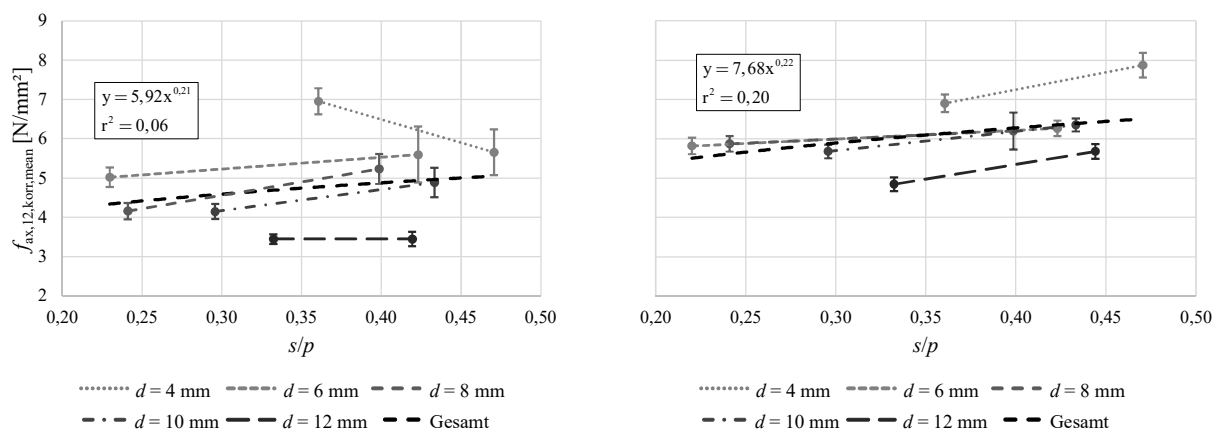 9
8
7
6
5
4
3
2
f_ax,12,korr,mean [N/mm²]
y = 5,92x^0,21
r² = 0,06
0,20 0,25 0,30 0,35 0,40 0,45 0,50
s/p
d = 4 mm d = 6 mm d = 8 mm
d = 10 mm d = 12 mm Gesamt
y = 7,68x^0,22
r² = 0,20
0,20 0,25 0,30 0,35 0,40 0,45 0,50
s/p
d = 4 mm d = 6 mm d = 8 mm
d = 10 mm d = 12 mm Gesamt